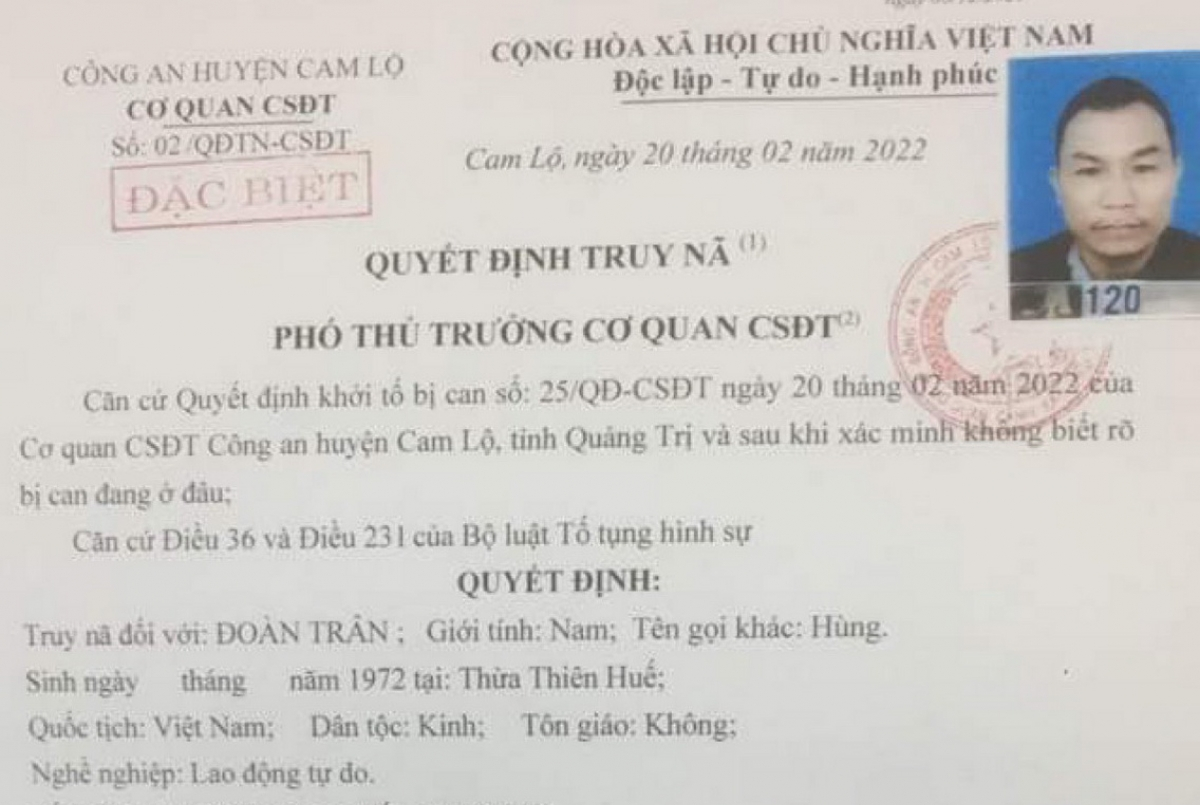 CÔNG AN HUYỆN CAM LỘ
CƠ QUAN CSĐT
Số: 02/QĐTN-CSĐT
ĐẶC BIỆT
CỘNG HÒA XÃ HỘI CHỦ NGHĨA VIỆT NAM
Độc lập - Tự do - Hạnh phúc
Cam Lộ, ngày 20 tháng 02 năm 2022
120
QUYẾT ĐỊNH TRUY NÃ (1)
PHÓ THỦ TRƯỞNG CƠ QUAN CSĐT(2)
Căn cứ Quyết định khởi tố bị can số: 25/QĐ-CSĐT ngày 20 tháng 02 năm 2022 của
Cơ quan CSĐT Công an huyện Cam Lộ, tỉnh Quảng Trị và sau khi xác minh không biết rõ
bị can đang ở đâu;
Căn cứ Điều 36 và Điều 231 của Bộ luật Tố tụng hình sự
QUYẾT ĐỊNH:
Truy nã đối với: ĐOÀN TRẦN ; Giới tính: Nam; Tên gọi khác: Hùng.
Sinh ngày tháng năm 1972 tại: Thừa Thiên Huế;
Quốc tịch: Việt Nam; Dân tộc: Kinh; Tôn giáo: Không;
Nghề nghiệp: Lao động tự do.